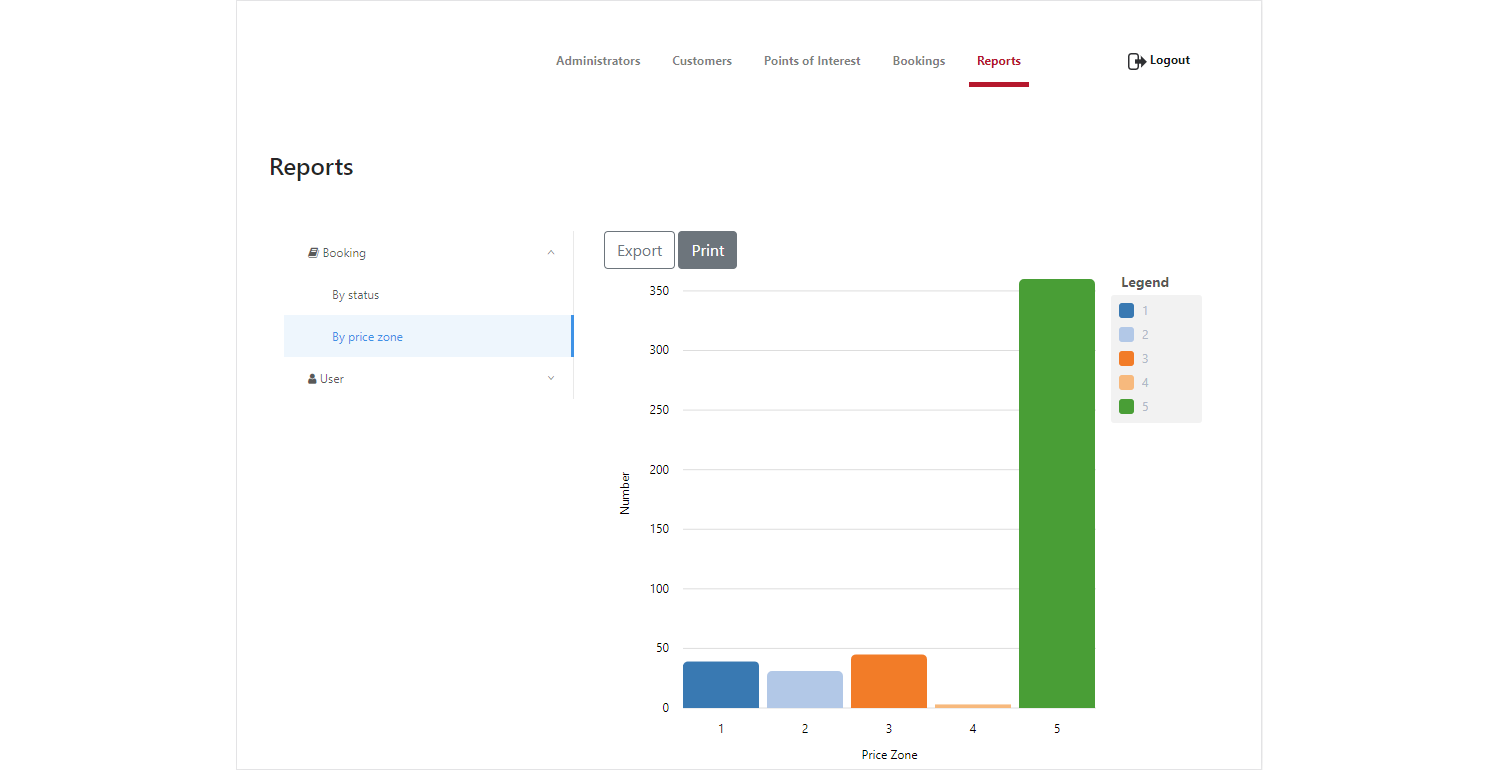 Administrators Customers Points of Interest Bookings Reports Logout
Reports
Booking
By status
By price zone
User
Export Print
350
300
250
200
150
100
50
0
Number
1 2 3 4 5
Price Zone
Legend
1
2
3
4
5